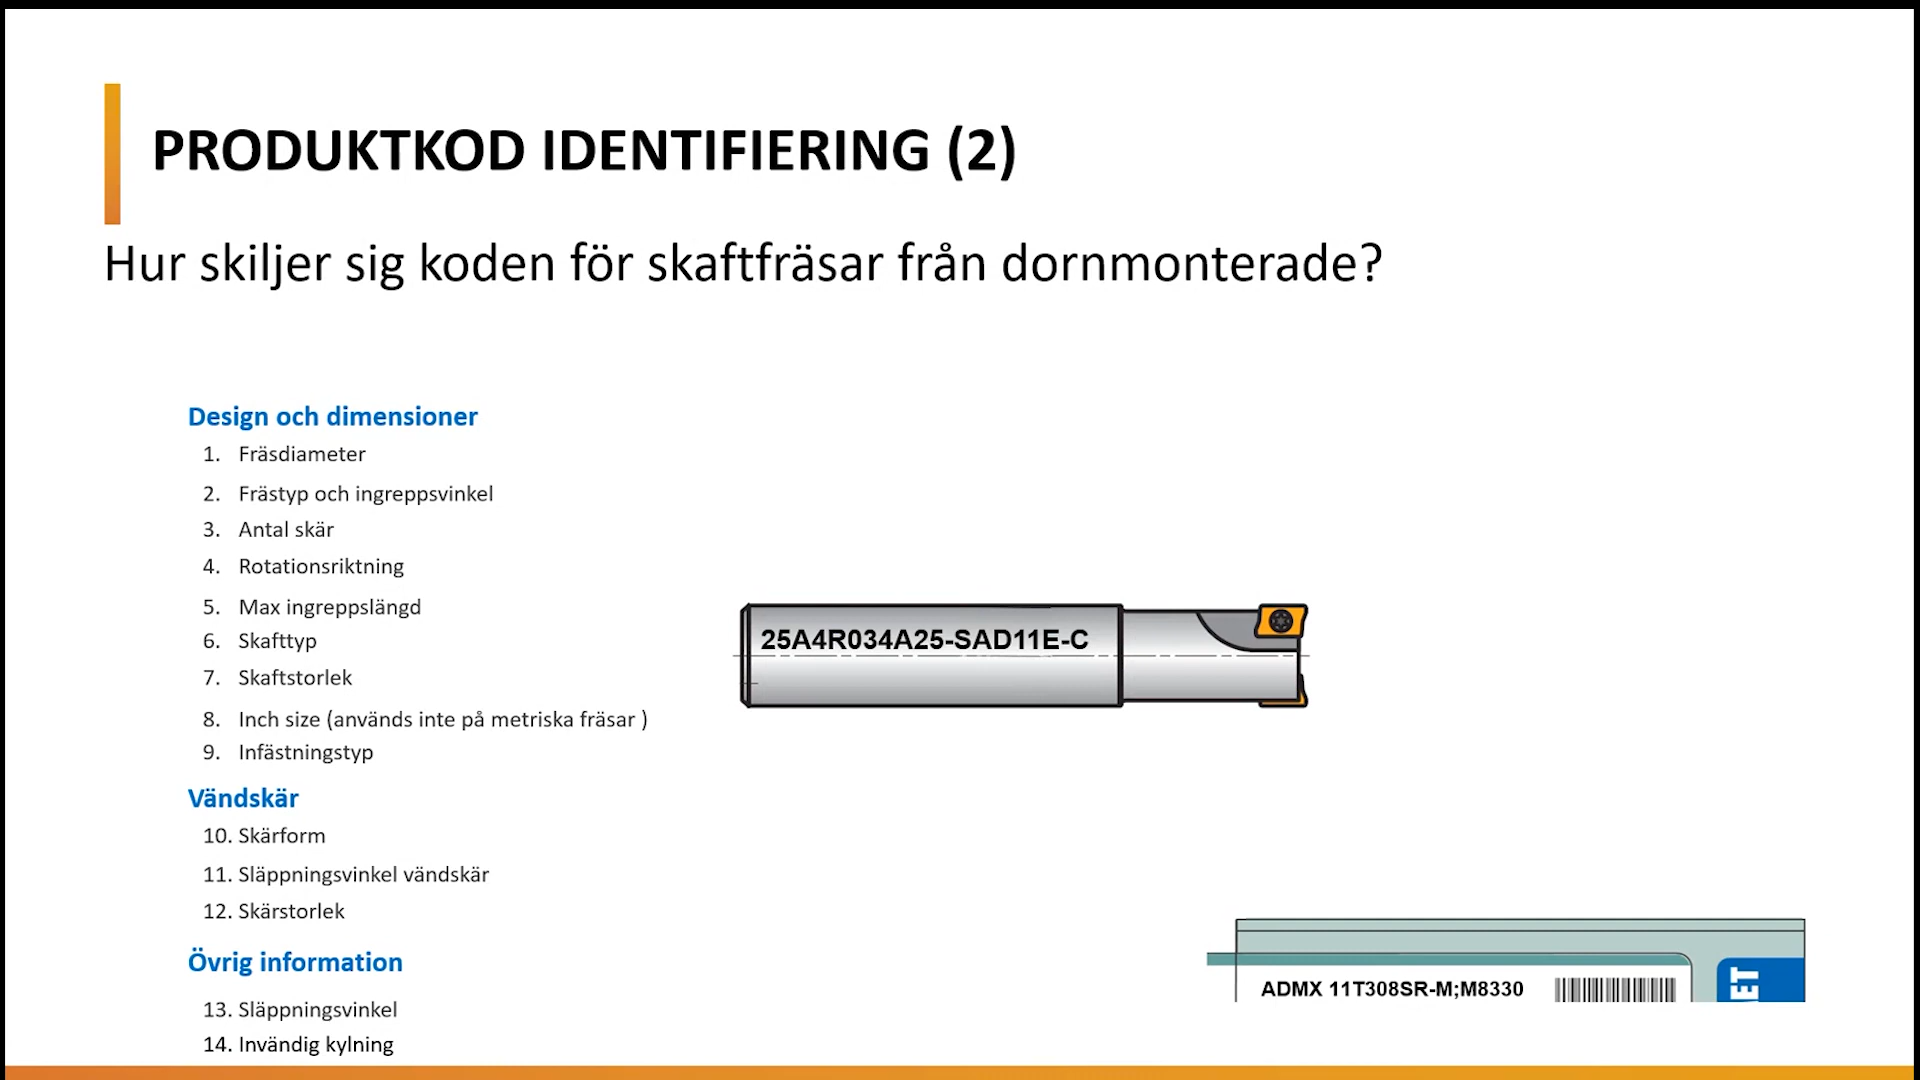 PRODUKTKOD IDENTIFIERING (2)
Hur skiljer sig koden för skaftfräsar från dornmonterade?
Design och dimensioner
1. Fräsdiameter
2. Frästyp och ingreppsvinkel
3. Antal skär
4. Rotationsriktning
5. Max ingreppslängd
6. Skafttyp
7. Skaftstorlek
8. Inch size (används inte på metriska fräsar )
9. Infästningstyp
Vändskär
10. Skärform
11. Släppningsvinkel vändskär
12. Skärstorlek
Övrig information
13. Släppningsvinkel
14. Invändig kylning
25A4R034A25-SAD11E-C
ADMX 11T308SR-M;M8330
ET